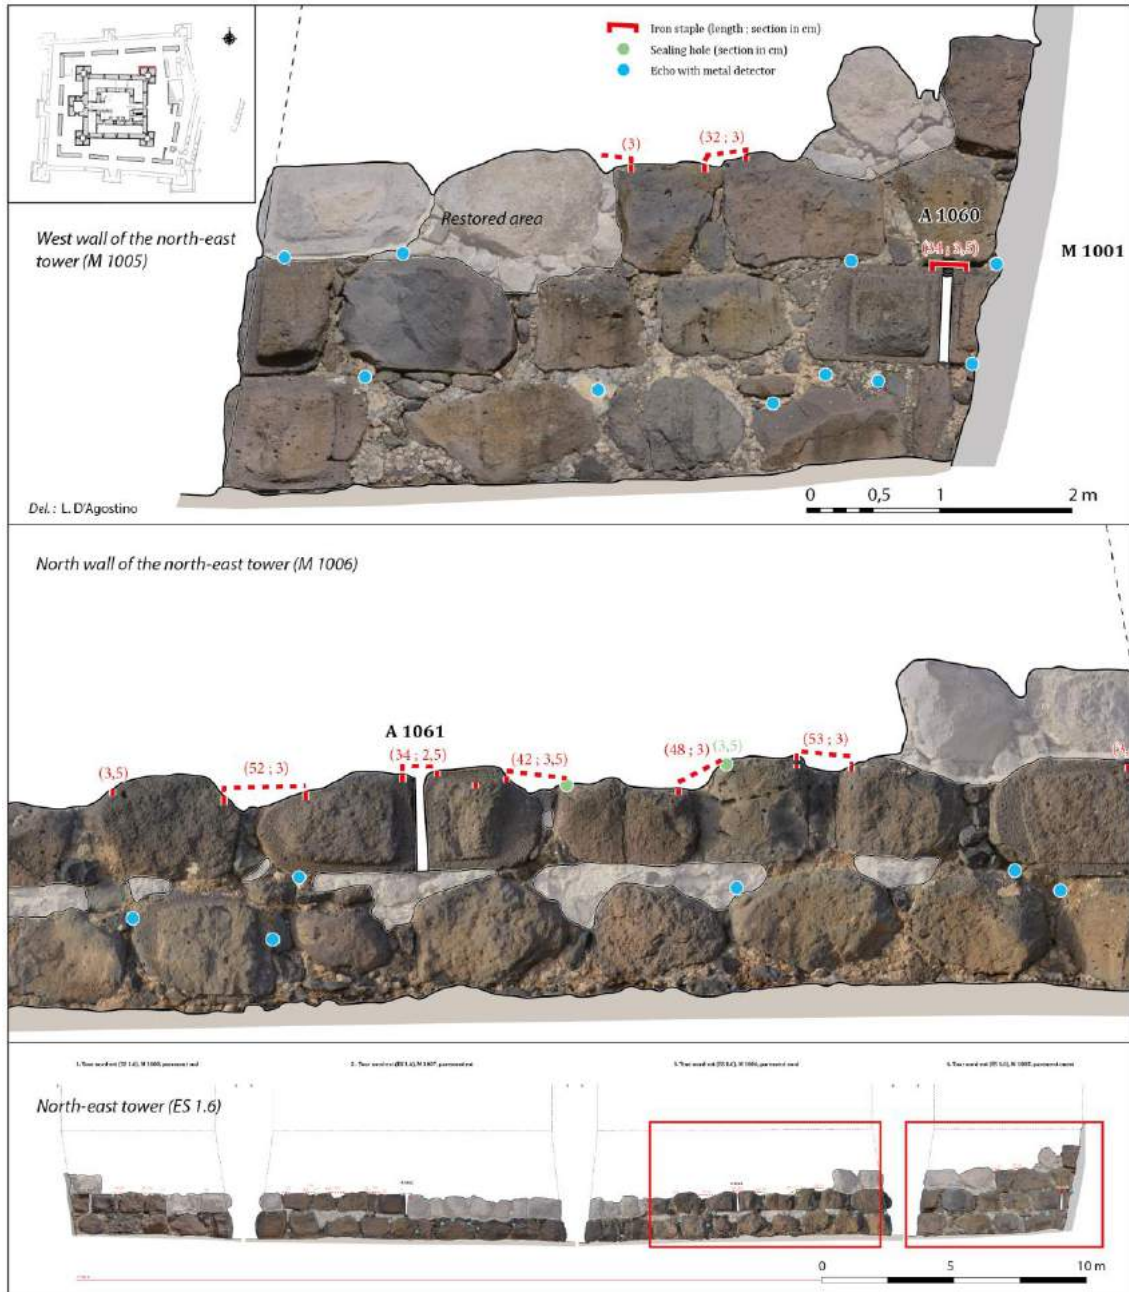 Iron staple (length ; section in cm)
Sealing hole (section in cm)
Echo with metal detector
(3)
(32 ; 3)
Restored area
A 1060
(34 ; 3,5)
West wall of the north-east
tower (M 1005)
M 1001
Del. : L. D'Agostino
0 0,5 1 2 m
North wall of the north-east tower (M 1006)
A 1061
(3,5)
(52 ; 3)
(34 ; 2,5)
(42 ; 3,5)
(48 ; 3)
(3,5)
(53 ; 3)
(3,
North-east tower (ES 1.6)
0 5 10 m